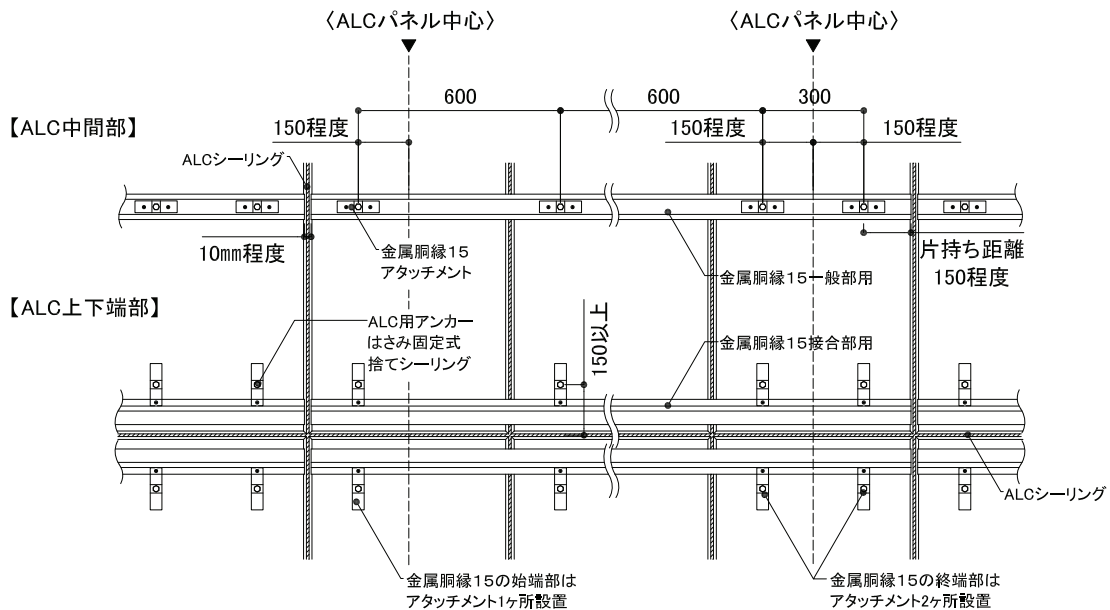 〈ALCパネル中心〉
〈ALCパネル中心〉
600
600
300
【ALC中間部】
150程度
150程度
150程度
ALCシーリング
10mm程度
金属胴縁15
アタッチメント
金属胴縁15一般部用
片持ち距離
150程度
【ALC上下端部】
ALC用アンカー
はさみ固定式
捨てシーリング
150以上
金属胴縁15接合部用
ALCシーリング
金属胴縁15の始端部は
アタッチメント1ヶ所設置
金属胴縁15の終端部は
アタッチメント2ヶ所設置